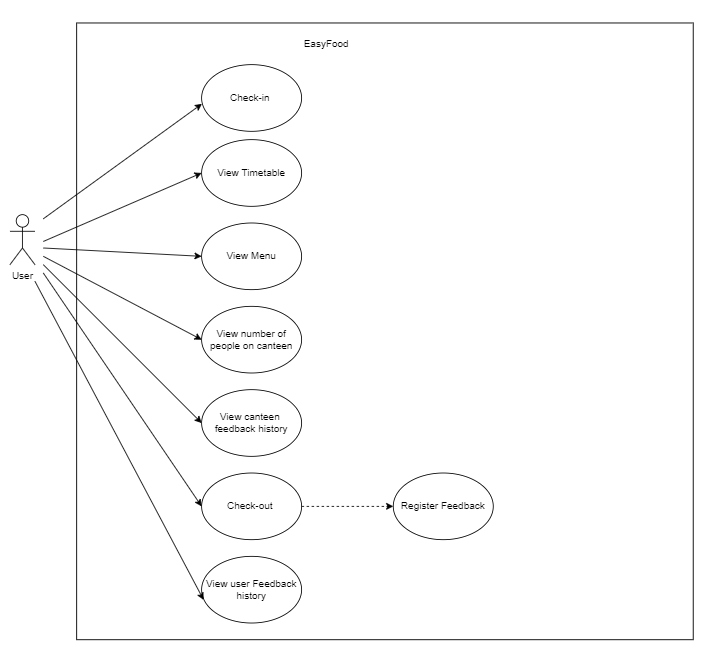 EasyFood
Check-in
View Timetable
View Menu
User
View number of
people on canteen
View canteen
feedback history
Check-out
Register Feedback
View user Feedback
history